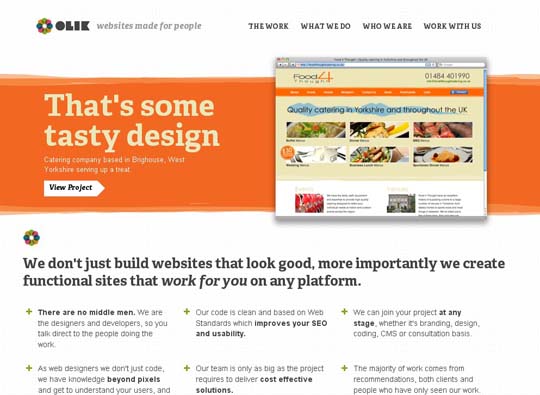 OLIK websites made for people
THE WORK WHAT WE DO WHO WE ARE WORK WITH US
That's some
tasty design
Catering company based in Brighouse, West
Yorkshire serving up a treat.
View Project
Food 4
Thought
01484 401990
Quality catering in Yorkshire and throughout the UK
We don't just build websites that look good, more importantly we create
functional sites that work for you on any platform.
There are no middle men. We
are the designers and developers, so you
talk direct to the people doing the
work.
Our code is clean and based on Web
Standards which improves your SEO
and usability.
We can join your project at any
stage, whether it's branding, design,
coding, CMS or consultation basis.
As web designers we don't just code,
we have knowledge beyond pixels
and get to understand your users, and
Our team is only as big as the project
requires to deliver cost effective
solutions.
The majority of work comes from
recommendations, both clients and
people who have only seen our work.